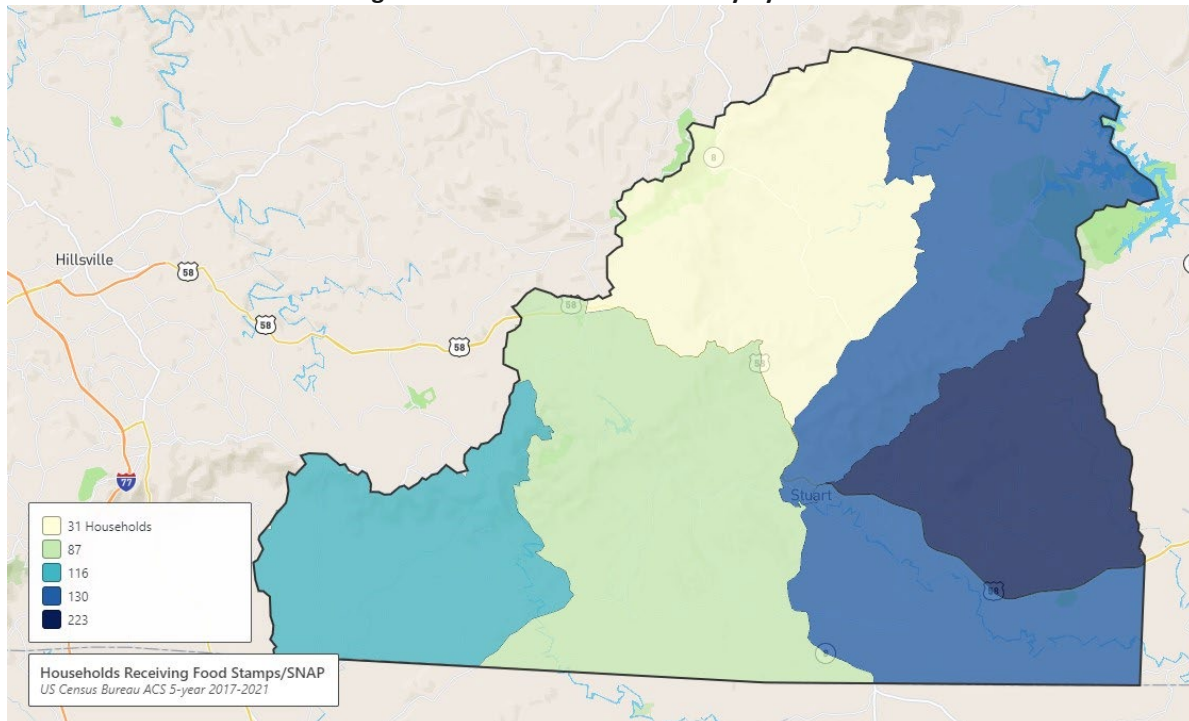 8
Hillsville
58
58
58
58
58
77
Stuart
31 Households
87
116
130
223
58
8
Households Receiving Food Stamps/SNAP
US Census Bureau ACS 5-year 2017-2021